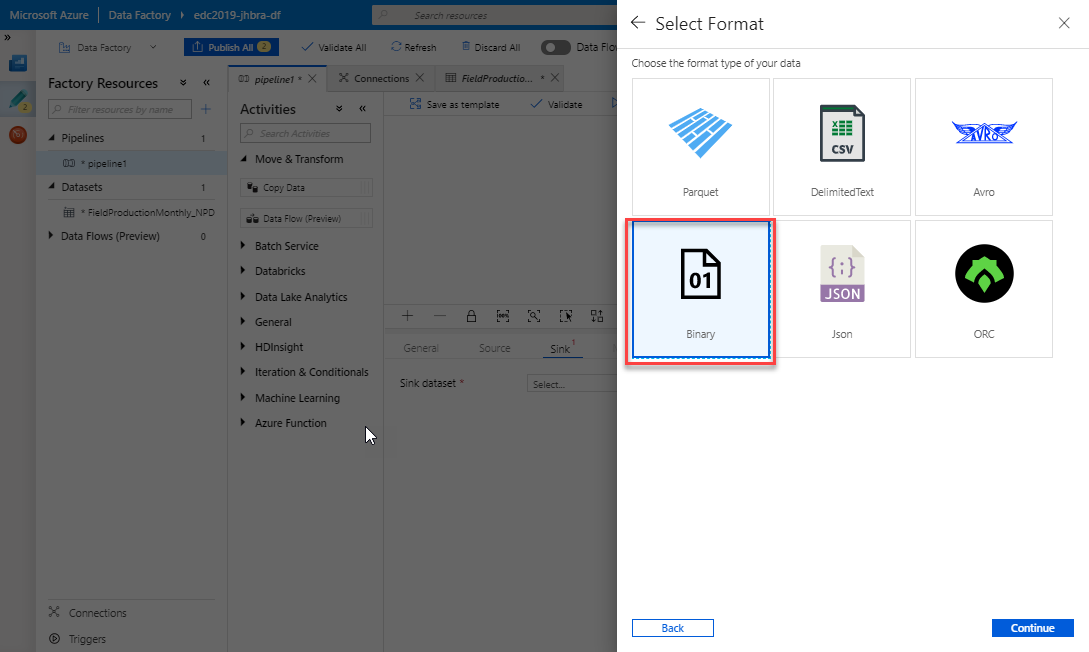 Microsoft Azure
Data Factory
edc2019-jhbra-df
Search resources
Data Factory
Publish All 2
Validate All
Refresh
Discard All
Factory Resources
Filter resources by name
Pipelines 1
* pipeline1
Datasets 1
* FieldProductionMonthly_NPD
Data Flows (Preview) 0
Connections
Triggers
2
pipeline1 *
Connections
FieldProductio... *
Activities
Search Activities
Move & Transform
Copy Data
Data Flow (Preview)
Batch Service
Databricks
Data Lake Analytics
General
HDInsight
Iteration & Conditionals
Machine Learning
Azure Function
Save as template
Validate
General
Source
Sink 1
Sink dataset *
Select...
Select Format
Choose the format type of your data
Parquet
CSV
DelimitedText
AVRO
Avro
01
Binary
{;}
JSON
Json
ORC
Back
Continue